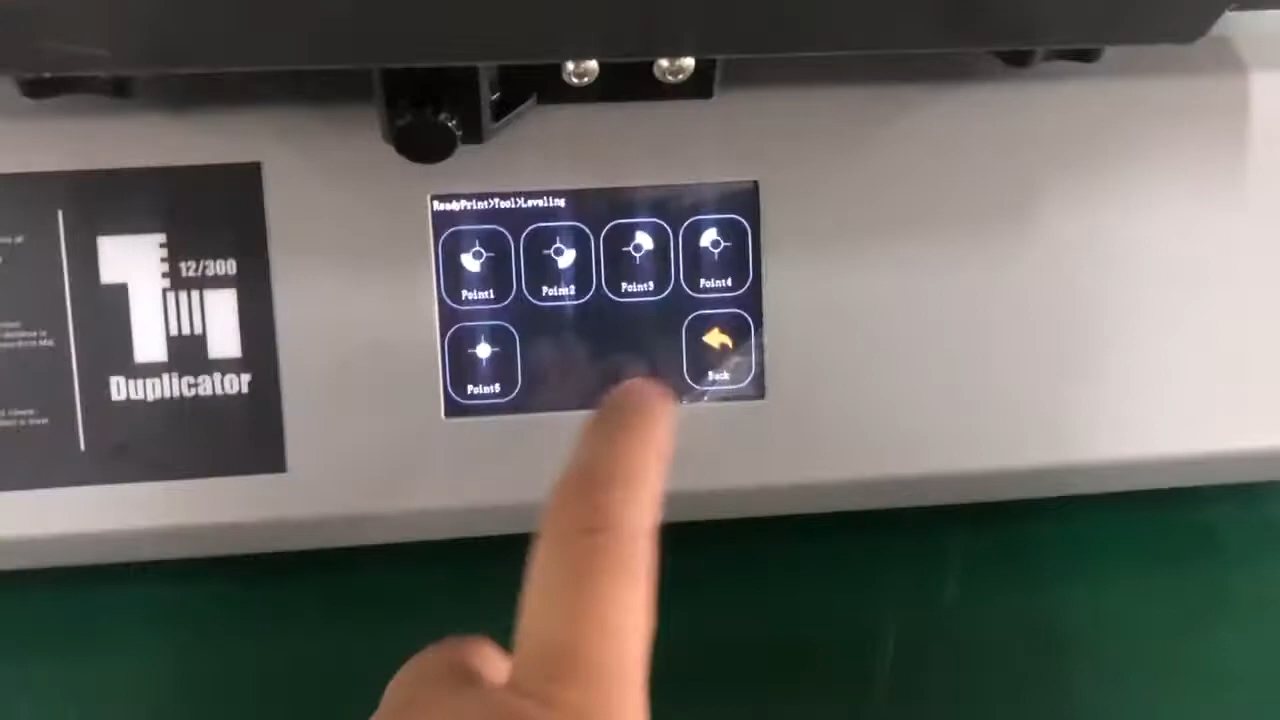 ReadyPrint>Tool>Leveling
Point1
Point2
Point3
Point4
Point5
Back
12/300
Duplicator